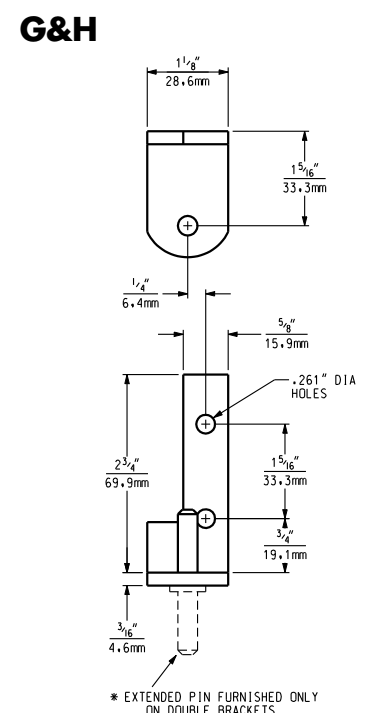 G&H
1 1/8"
28.6mm
1 5/16"
33.3mm
1/4"
6.4mm
5/8"
15.9mm
.261" DIA
HOLES
2 3/4"
69.9mm
1 5/16"
33.3mm
3/4"
19.1mm
3/16"
4.6mm
* EXTENDED PIN FURNISHED ONLY
ON DOUBLE BRACKETS